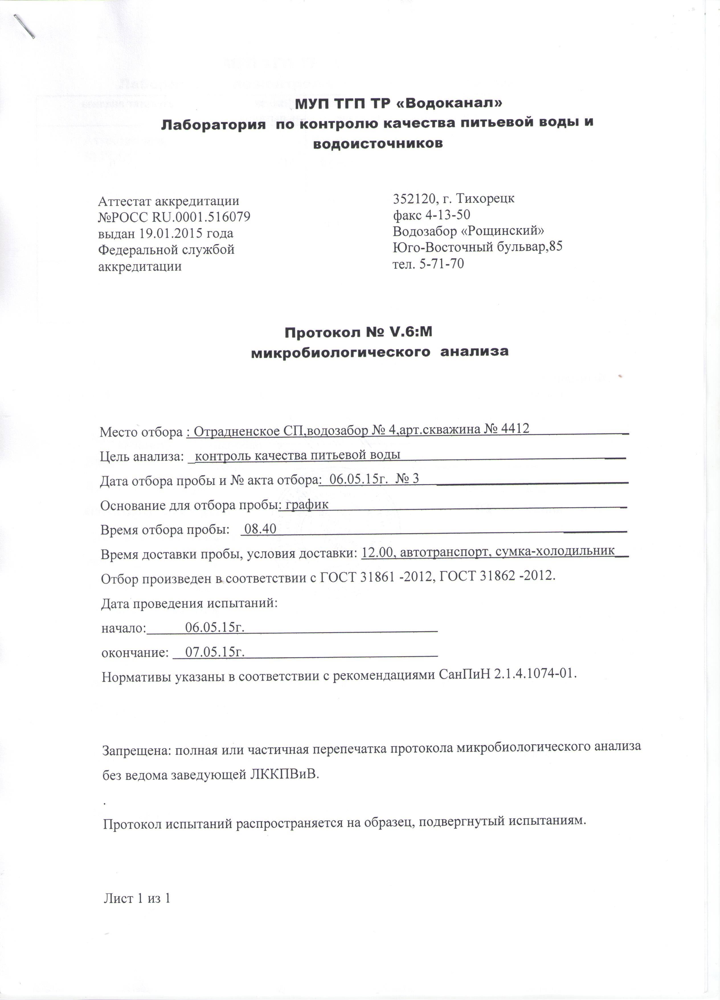 МУП ТГП ТР «Водоканал»
Лаборатория по контролю качества питьевой воды и
водоисточников
Аттестат аккредитации
№РОСС RU.0001.516079
выдан 19.01.2015 года
Федеральной службой
аккредитации
352120, г. Тихорецк
факс 4-13-50
Водозабор «Рощинский»
Юго-Восточный бульвар,85
тел. 5-71-70
Протокол № V.6:М
микробиологического анализа
Место отбора : Отрадненское СП,водозабор № 4,арт.скважина № 4412
Цель анализа: _контроль качества питьевой воды
Дата отбора пробы и № акта отбора: 06.05.15г. № 3
Основание для отбора пробы: график
Время отбора пробы: 08.40
Время доставки пробы, условия доставки: 12.00, автотранспорт, сумка-холодильник
Отбор произведен в соответствии с ГОСТ 31861 -2012, ГОСТ 31862 -2012.
Дата проведения испытаний:
начало: 06.05.15г.
окончание: 07.05.15г.
Нормативы указаны в соответствии с рекомендациями СанПиН 2.1.4.1074-01.
Запрещена: полная или частичная перепечатка протокола микробиологического анализа
без ведома заведующей ЛККПВиВ.
.
Протокол испытаний распространяется на образец, подвергнутый испытаниям.
Лист 1 из 1